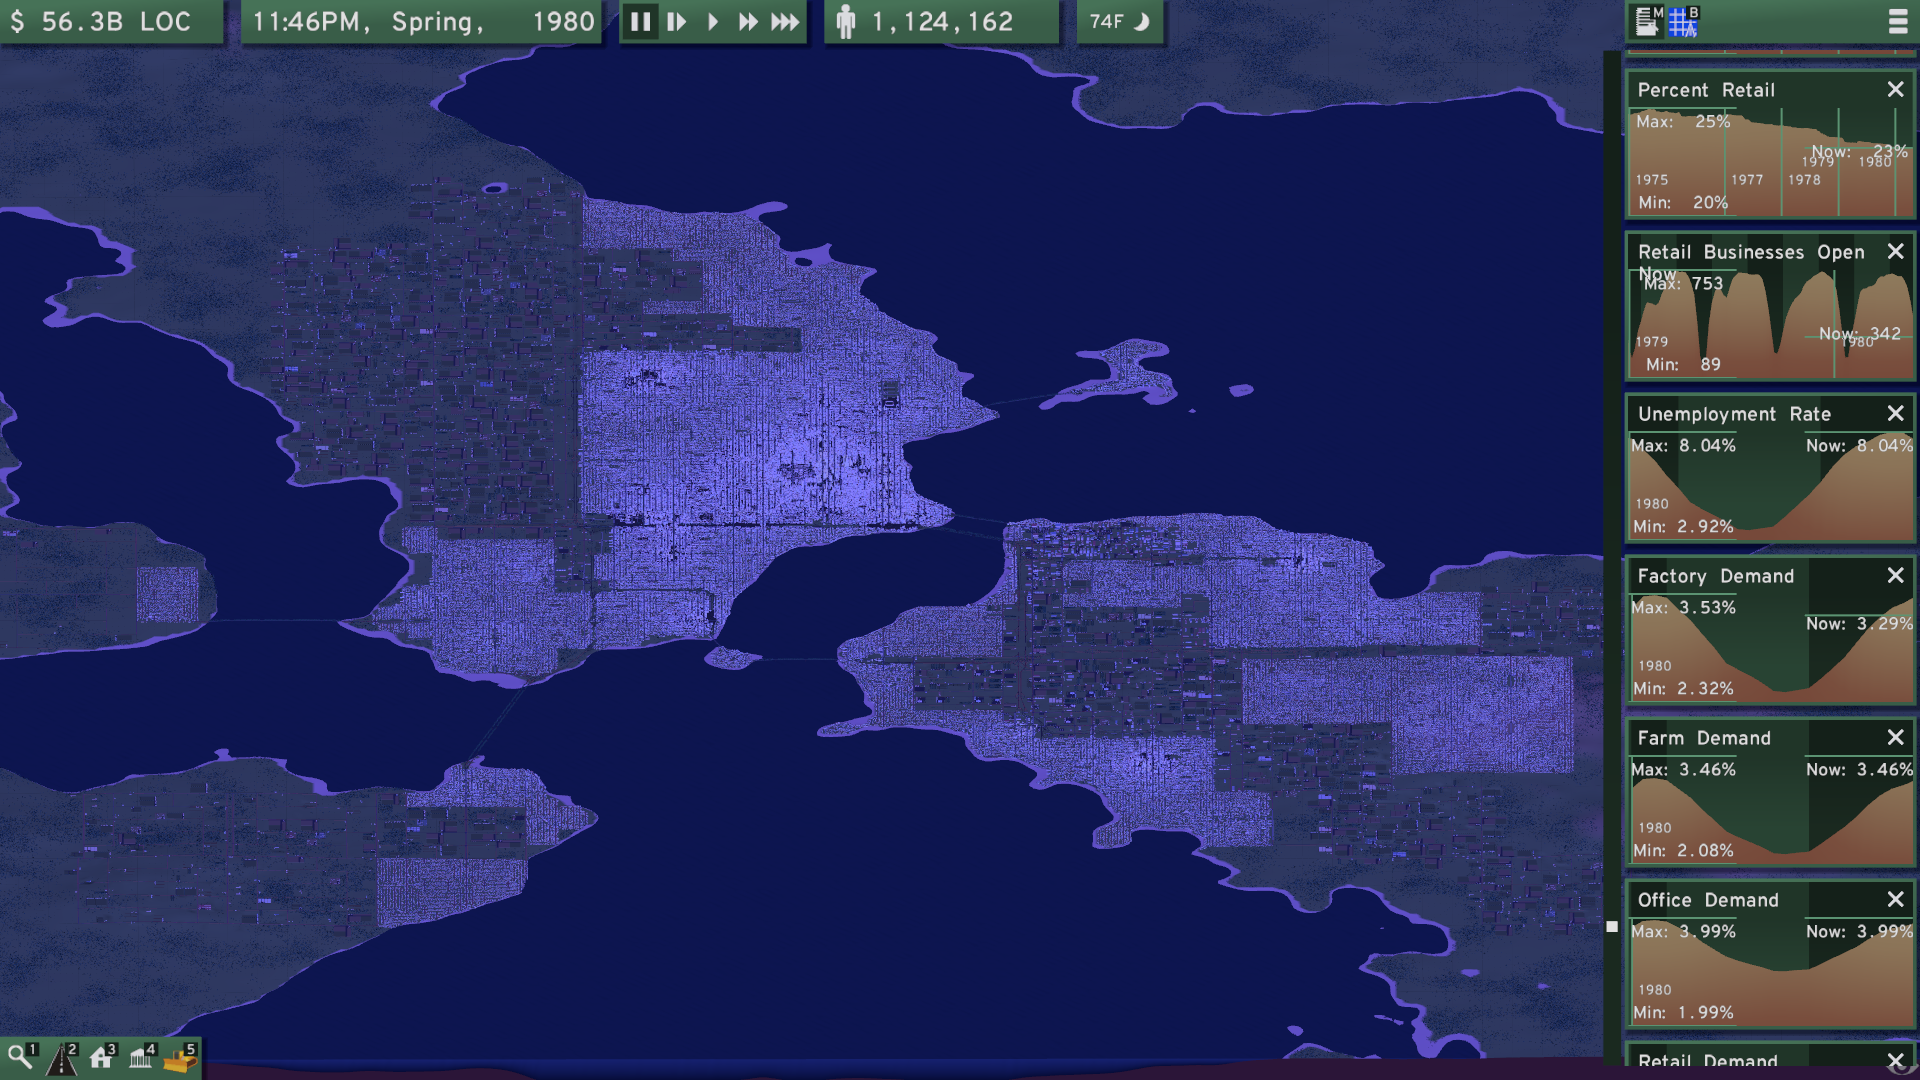 $ 56.3B LOC
11:46PM, Spring, 1980
1,124,162
74F
M
B
Percent Retail
Max: 25%
Now: 23%
1979 1980
1975 1977 1978
Min: 20%
Retail Businesses Open
Now
Max: 753
Now: 342
1979 1980
Min: 89
Unemployment Rate
Max: 8.04% Now: 8.04%
1980
Min: 2.92%
Factory Demand
Max: 3.53%
Now: 3.29%
1980
Min: 2.32%
Farm Demand
Max: 3.46% Now: 3.46%
1980
Min: 2.08%
Office Demand
Max: 3.99% Now: 3.99%
1980
Min: 1.99%
Retail Demand
1 2 3 4 5